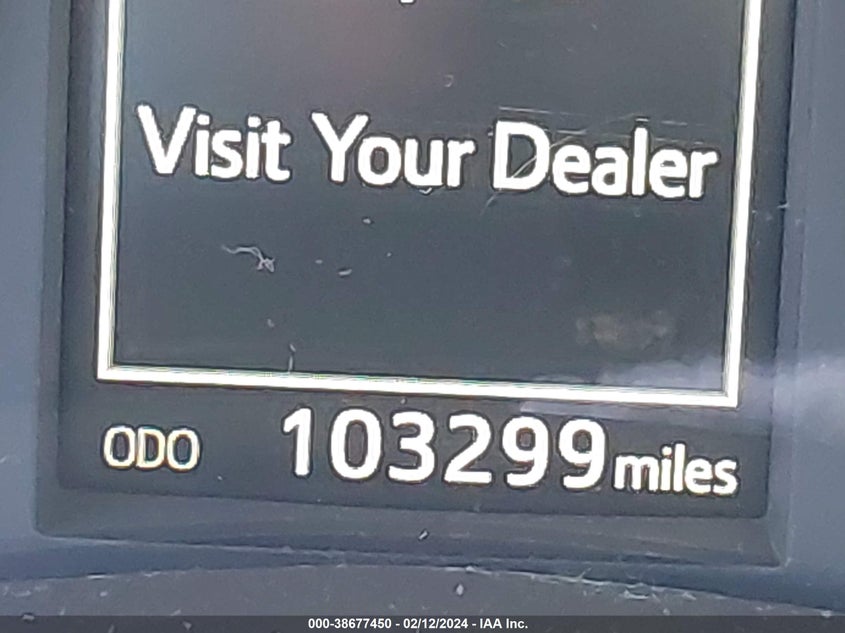 Visit Your Dealer
ODO 103299 miles
000-38677450 - 02/12/2024 - IAA Inc.